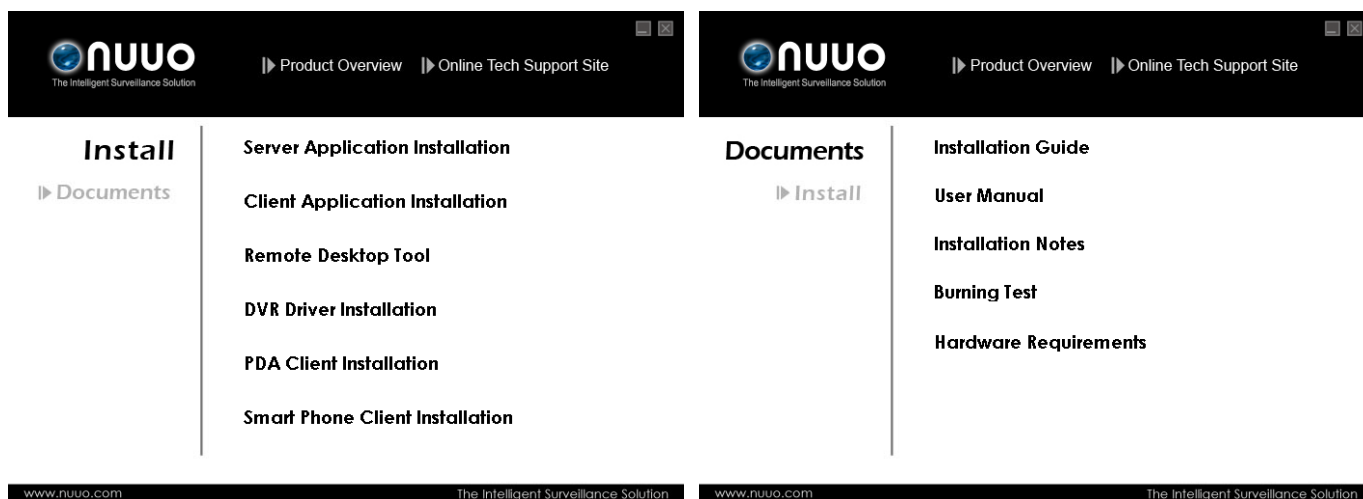 nuuo
The Intelligent Surveillance Solution
Product Overview
Online Tech Support Site
Install
Documents
Server Application Installation
Client Application Installation
Remote Desktop Tool
DVR Driver Installation
PDA Client Installation
Smart Phone Client Installation
www.nuuo.com
The Intelligent Surveillance Solution
nuuo
The Intelligent Surveillance Solution
Product Overview
Online Tech Support Site
Documents
Install
Installation Guide
User Manual
Installation Notes
Burning Test
Hardware Requirements
www.nuuo.com
The Intelligent Surveillance Solution